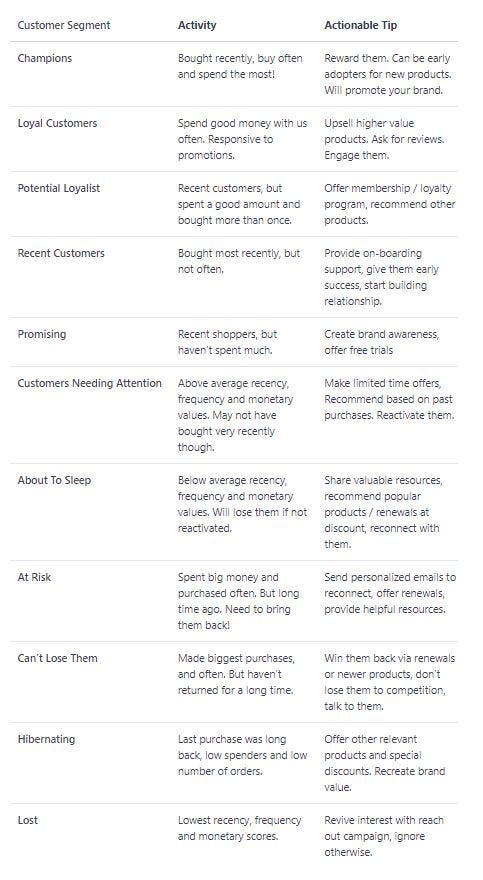 Customer Segment Activity Actionable Tip
Champions
Bought recently, buy often
and spend the most!
Reward them. Can be early
adopters for new products.
Will promote your brand.
Loyal Customers
Spend good money with us
often. Responsive to
promotions.
Upsell higher value
products. Ask for reviews.
Engage them.
Potential Loyalist
Recent customers, but
spent a good amount and
bought more than once.
Offer membership / loyalty
program, recommend other
products.
Recent Customers
Bought most recently, but
not often.
Provide on-boarding
support, give them early
success, start building
relationship.
Promising
Recent shoppers, but
haven't spent much.
Create brand awareness,
offer free trials
Customers Needing Attention
Above average recency,
frequency and monetary
values. May not have
bought very recently
though.
Make limited time offers,
Recommend based on past
purchases. Reactivate them.
About To Sleep
Below average recency,
frequency and monetary
values. Will lose them if not
reactivated.
Share valuable resources,
recommend popular
products / renewals at
discount, reconnect with
them.
At Risk
Spent big money and
purchased often. But long
time ago. Need to bring
them back!
Send personalized emails to
reconnect, offer renewals,
provide helpful resources.
Can't Lose Them
Made biggest purchases,
and often. But haven't
returned for a long time.
Win them back via renewals
or newer products, don't
lose them to competition,
talk to them.
Hibernating
Last purchase was long
back, low spenders and low
number of orders.
Offer other relevant
products and special
discounts. Recreate brand
value.
Lost
Lowest recency, frequency
and monetary scores.
Revive interest with reach
out campaign, ignore
otherwise.